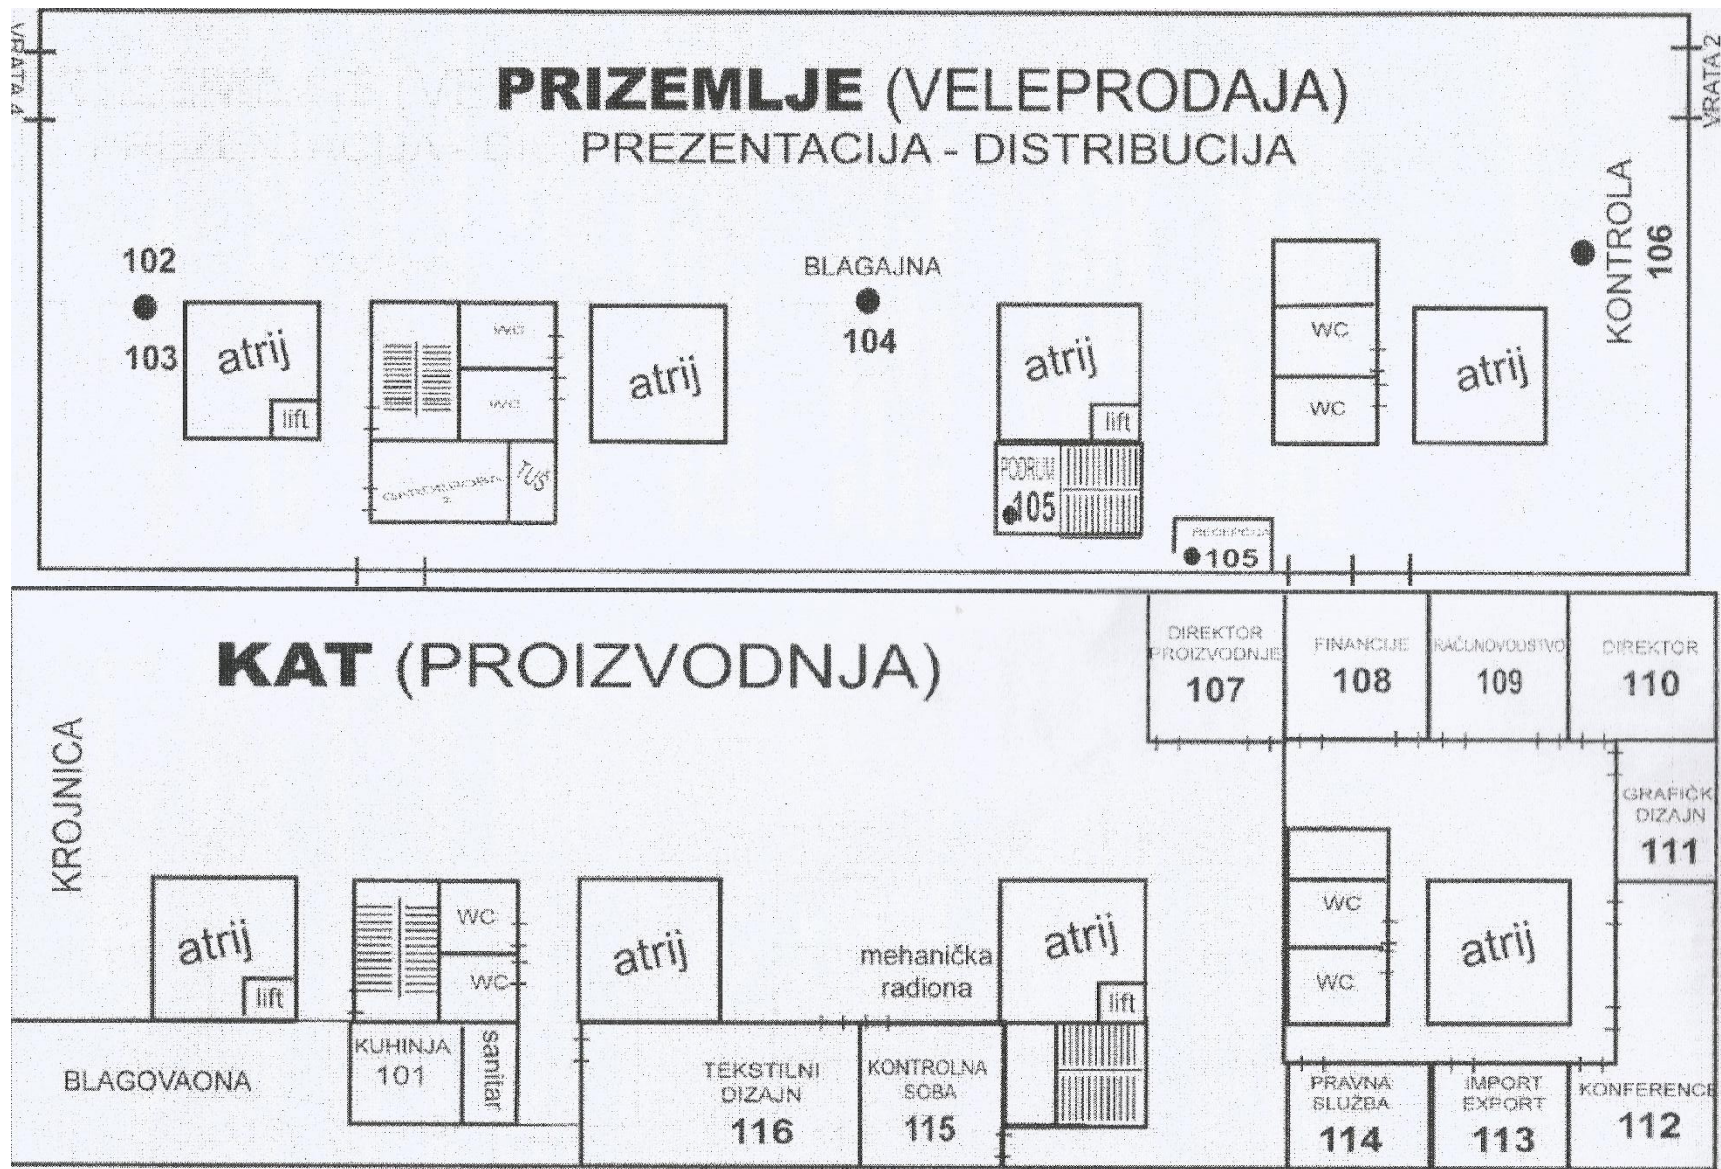 VRATA 4
VRATA 2
PRIZEMLJE (VELEPRODAJA)
PREZENTACIJA - DISTRIBUCIJA
KONTROLA
106
102
103
BLAGAJNA
104
atrij
lift
WC
WC
TUŠ
atrij
atrij
lift
PODRUM
105
WC
WC
atrij
RECEPCIJA
105
KAT (PROIZVODNJA)
DIREKTOR
PROIZVODNJE
107
FINANCIJE
108
RAČUNOVODSTVO
109
DIREKTOR
110
GRAFIČK
DIZAJN
111
KROJNICA
atrij
lift
WC
WC
atrij
mehanička
radiona
atrij
lift
WC
WC
atrij
BLAGOVAONA
KUHINJA
101
sanitar
TEKSTILNI
DIZAJN
116
KONTROLNA
SOBA
115
PRAVNA
SLUŽBA
114
IMPORT
EXPORT
113
KONFERENC
112